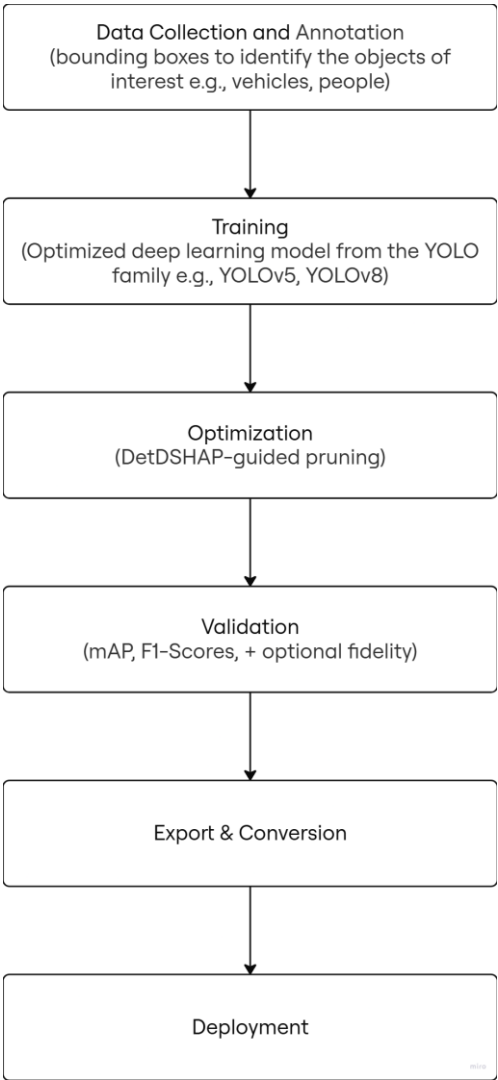 Data Collection and Annotation
(bounding boxes to identify the objects of
interest e.g., vehicles, people)
Training
(Optimized deep learning model from the YOLO
family e.g., YOLOv5, YOLOv8)
Optimization
(DetDSHAP-guided pruning)
Validation
(mAP, F1-Scores, + optional fidelity)
Export & Conversion
Deployment
miro